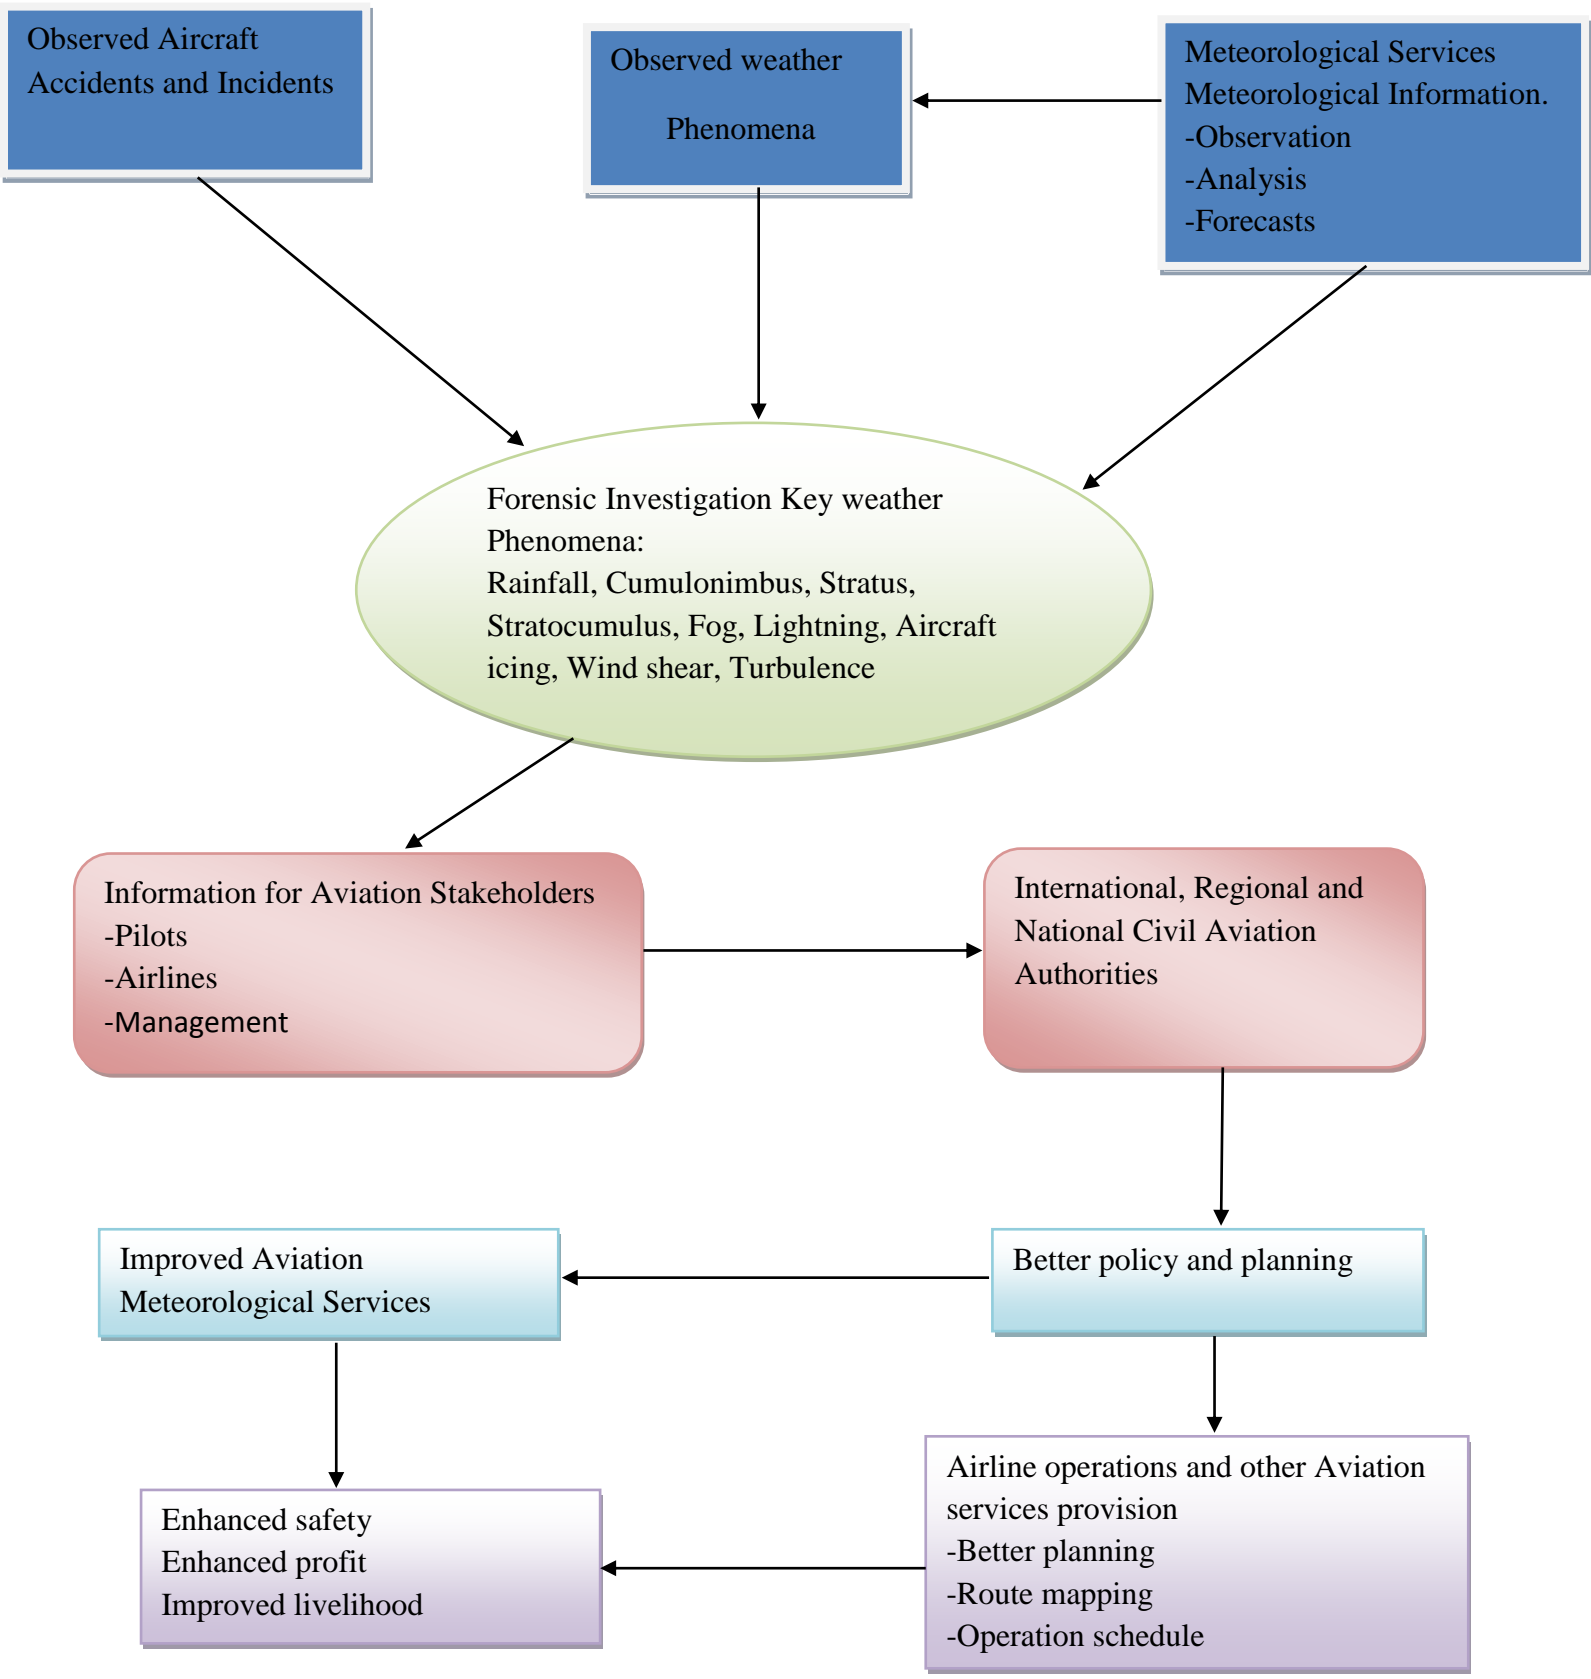 Observed Aircraft
Accidents and Incidents
Observed weather
Phenomena
Meteorological Services
Meteorological Information.
-Observation
-Analysis
-Forecasts
Forensic Investigation Key weather
Phenomena:
Rainfall, Cumulonimbus, Stratus,
Stratocumulus, Fog, Lightning, Aircraft
icing, Wind shear, Turbulence
Information for Aviation Stakeholders
-Pilots
-Airlines
-Management
International, Regional and
National Civil Aviation
Authorities
Improved Aviation
Meteorological Services
Better policy and planning
Enhanced safety
Enhanced profit
Improved livelihood
Airline operations and other Aviation
services provision
-Better planning
-Route mapping
-Operation schedule